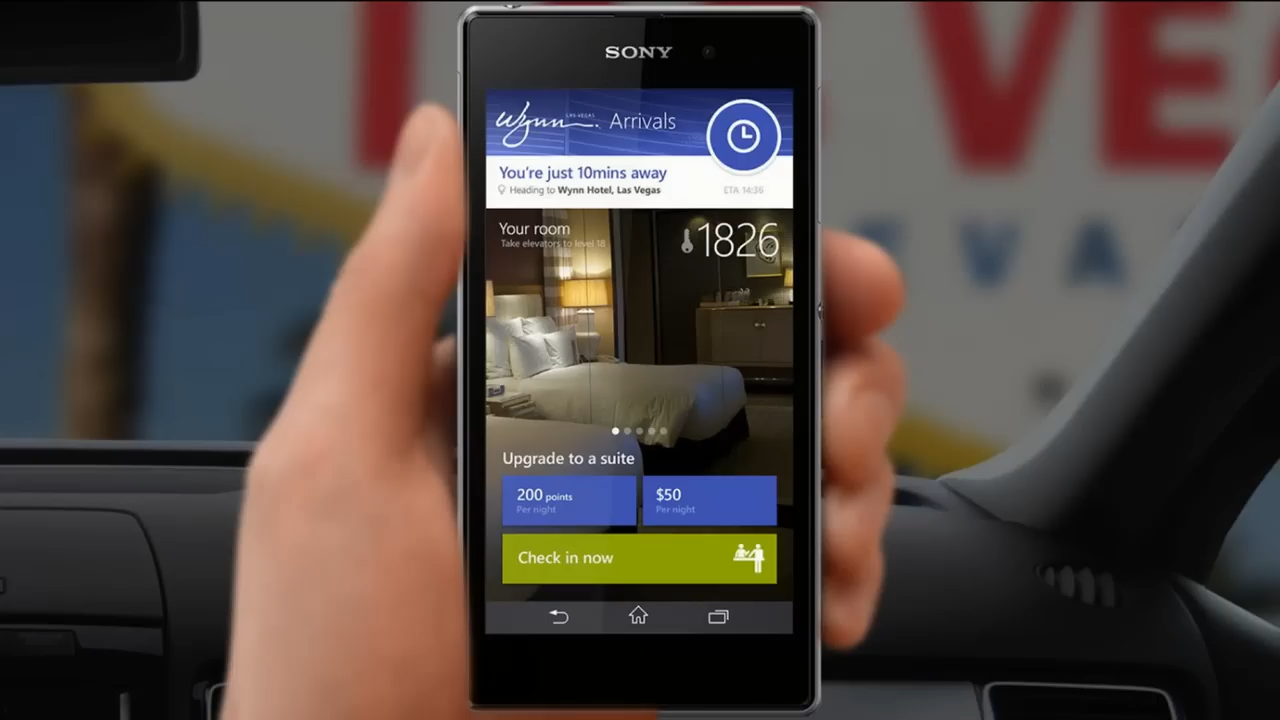 SONY
Wynn LAS VEGAS. Arrivals
You're just 10mins away
Heading to Wynn Hotel, Las Vegas
ETA 14:36
Your room
Take elevators to level 18
1826
Upgrade to a suite
200 points
Per night
$50
Per night
Check in now